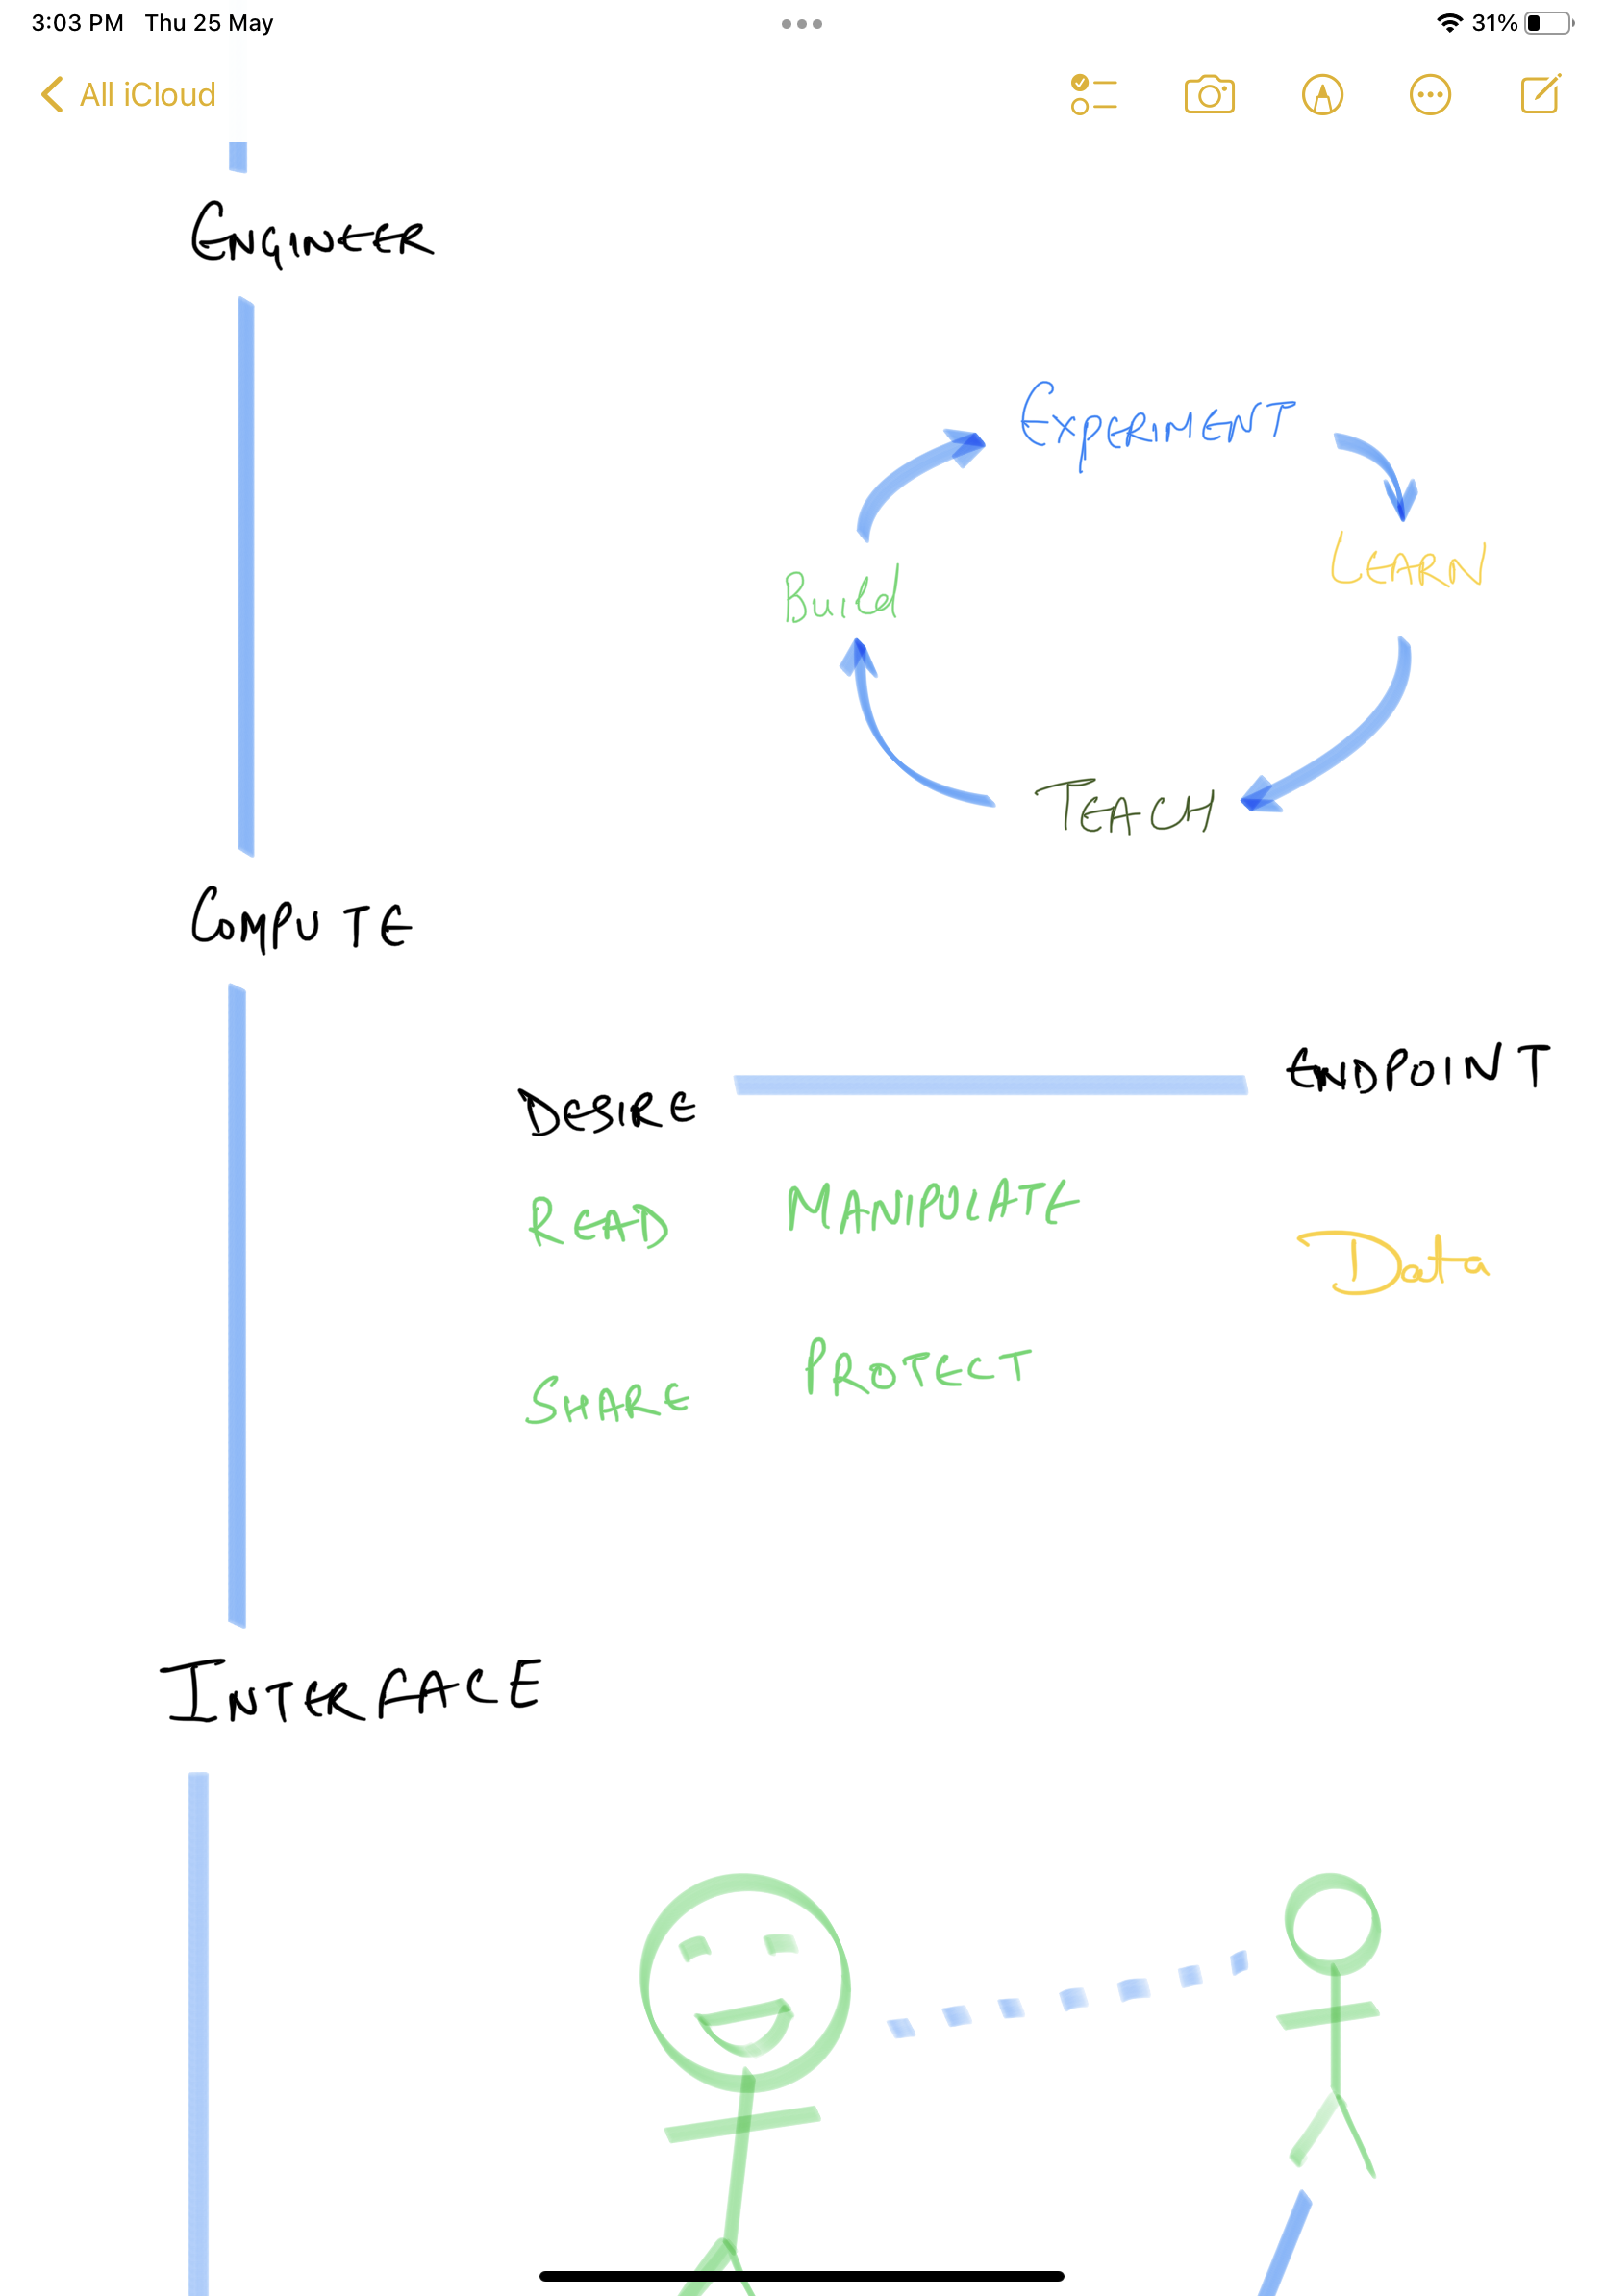 3:03 PM Thu 25 May
31%
All iCloud
ENGINEER
EXPERIMENT
LEARN
Build
TEACH
COMPUTE
DESIRE ENDPOINT
READ MANIPULATE
Data
SHARE PROTECT
INTERFACE